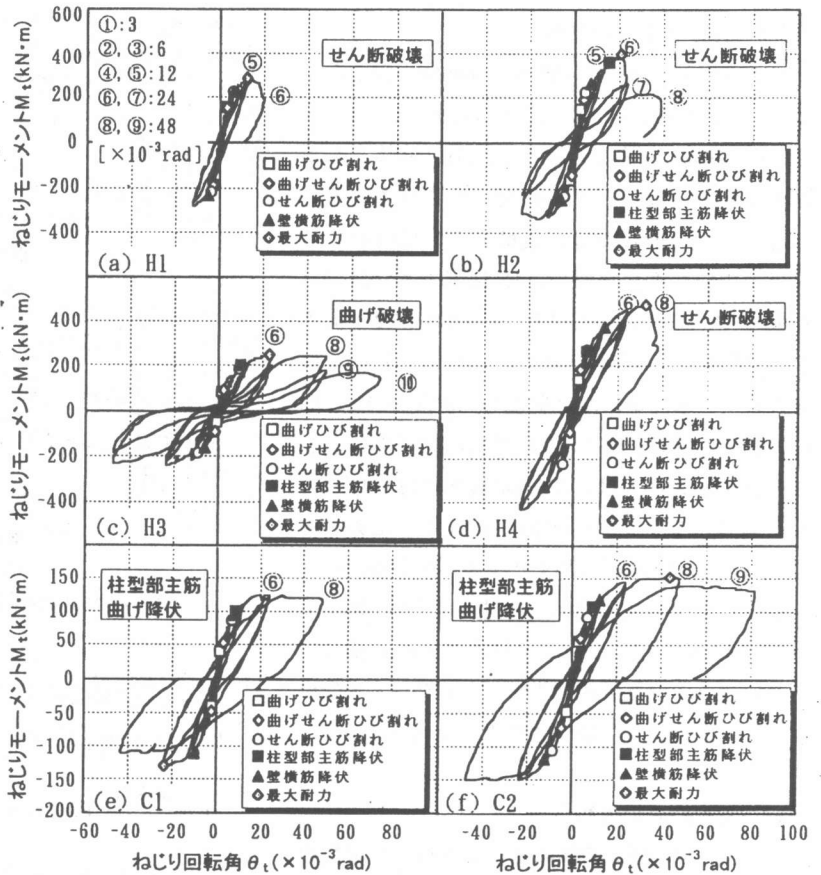 ねじりモーメントMt(kN・m)
600
400
200
0
-200
-400
①:3
②, ③:6
④, ⑤:12
⑥, ⑦:24
⑧, ⑨:48
[×10⁻³rad]
⑤
⑥
せん断破壊
-60 -40 -20 0 20 40 60 80
□曲げひび割れ
◇曲げせん断ひび割れ
○せん断ひび割れ
▲壁横筋降伏
◇最大耐力
(a) H1
⑤
⑥
⑦
⑧
せん断破壊
-60 -40 -20 0 20 40 60 80 100
□曲げひび割れ
◇曲げせん断ひび割れ
○せん断ひび割れ
■柱型部主筋降伏
▲壁横筋降伏
◇最大耐力
(b) H2
ねじりモーメントMt(kN・m)
400
200
0
-200
-400
曲げ破壊
⑥
⑧
⑨
⑩
□曲げひび割れ
◇曲げせん断ひび割れ
○せん断ひび割れ
■柱型部主筋降伏
▲壁横筋降伏
◇最大耐力
(c) H3
⑥
⑧
せん断破壊
□曲げひび割れ
◇曲げせん断ひび割れ
○せん断ひび割れ
■柱型部主筋降伏
▲壁横筋降伏
◇最大耐力
(d) H4
ねじりモーメントMt(kN・m)
150
100
50
0
-50
-100
-150
-200
柱型部主筋
曲げ降伏
⑥
⑧
□曲げひび割れ
◇曲げせん断ひび割れ
○せん断ひび割れ
■柱型部主筋降伏
▲壁横筋降伏
◇最大耐力
(e) C1
-60 -40 -20 0 20 40 60 80
ねじり回転角θt(×10⁻³rad)
柱型部主筋
曲げ降伏
⑥
⑧
⑨
□曲げひび割れ
◇曲げせん断ひび割れ
○せん断ひび割れ
■柱型部主筋降伏
▲壁横筋降伏
◇最大耐力
(f) C2
-60 -40 -20 0 20 40 60 80 100
ねじり回転角θt(×10⁻³rad)